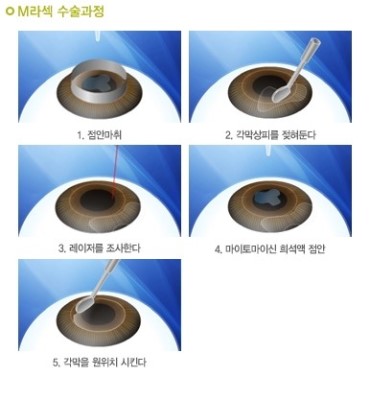 M라섹 수술과정
1. 점안마취
2. 각막상피를 젖혀둔다
3. 레이저를 조사한다
4. 마이토마이신 희석액 점안
5. 각막을 원위치 시킨다